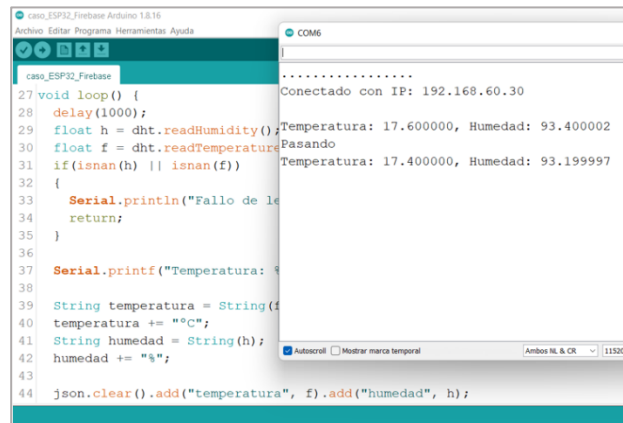 caso_ESP32_Firebase Arduino 1.8.16
Archivo Editar Programa Herramientas Ayuda
caso_ESP32_Firebase
27 void loop() {
28 delay(1000);
29 float h = dht.readHumidity();
30 float f = dht.readTemperature
31 if(isnan(h) || isnan(f))
32 {
33 Serial.println("Fallo de le
34 return;
35 }
36
37 Serial.printf("Temperatura: %
38
39 String temperatura = String(f
40 temperatura += "ºC";
41 String humedad = String(h);
42 humedad += "%";
43
44 json.clear().add("temperatura", f).add("humedad", h);
COM6
.................
Conectado con IP: 192.168.60.30
Temperatura: 17.600000, Humedad: 93.400002
Pasando
Temperatura: 17.400000, Humedad: 93.199997
Autoscroll Mostrar marca temporal Ambos NL & CR 11520